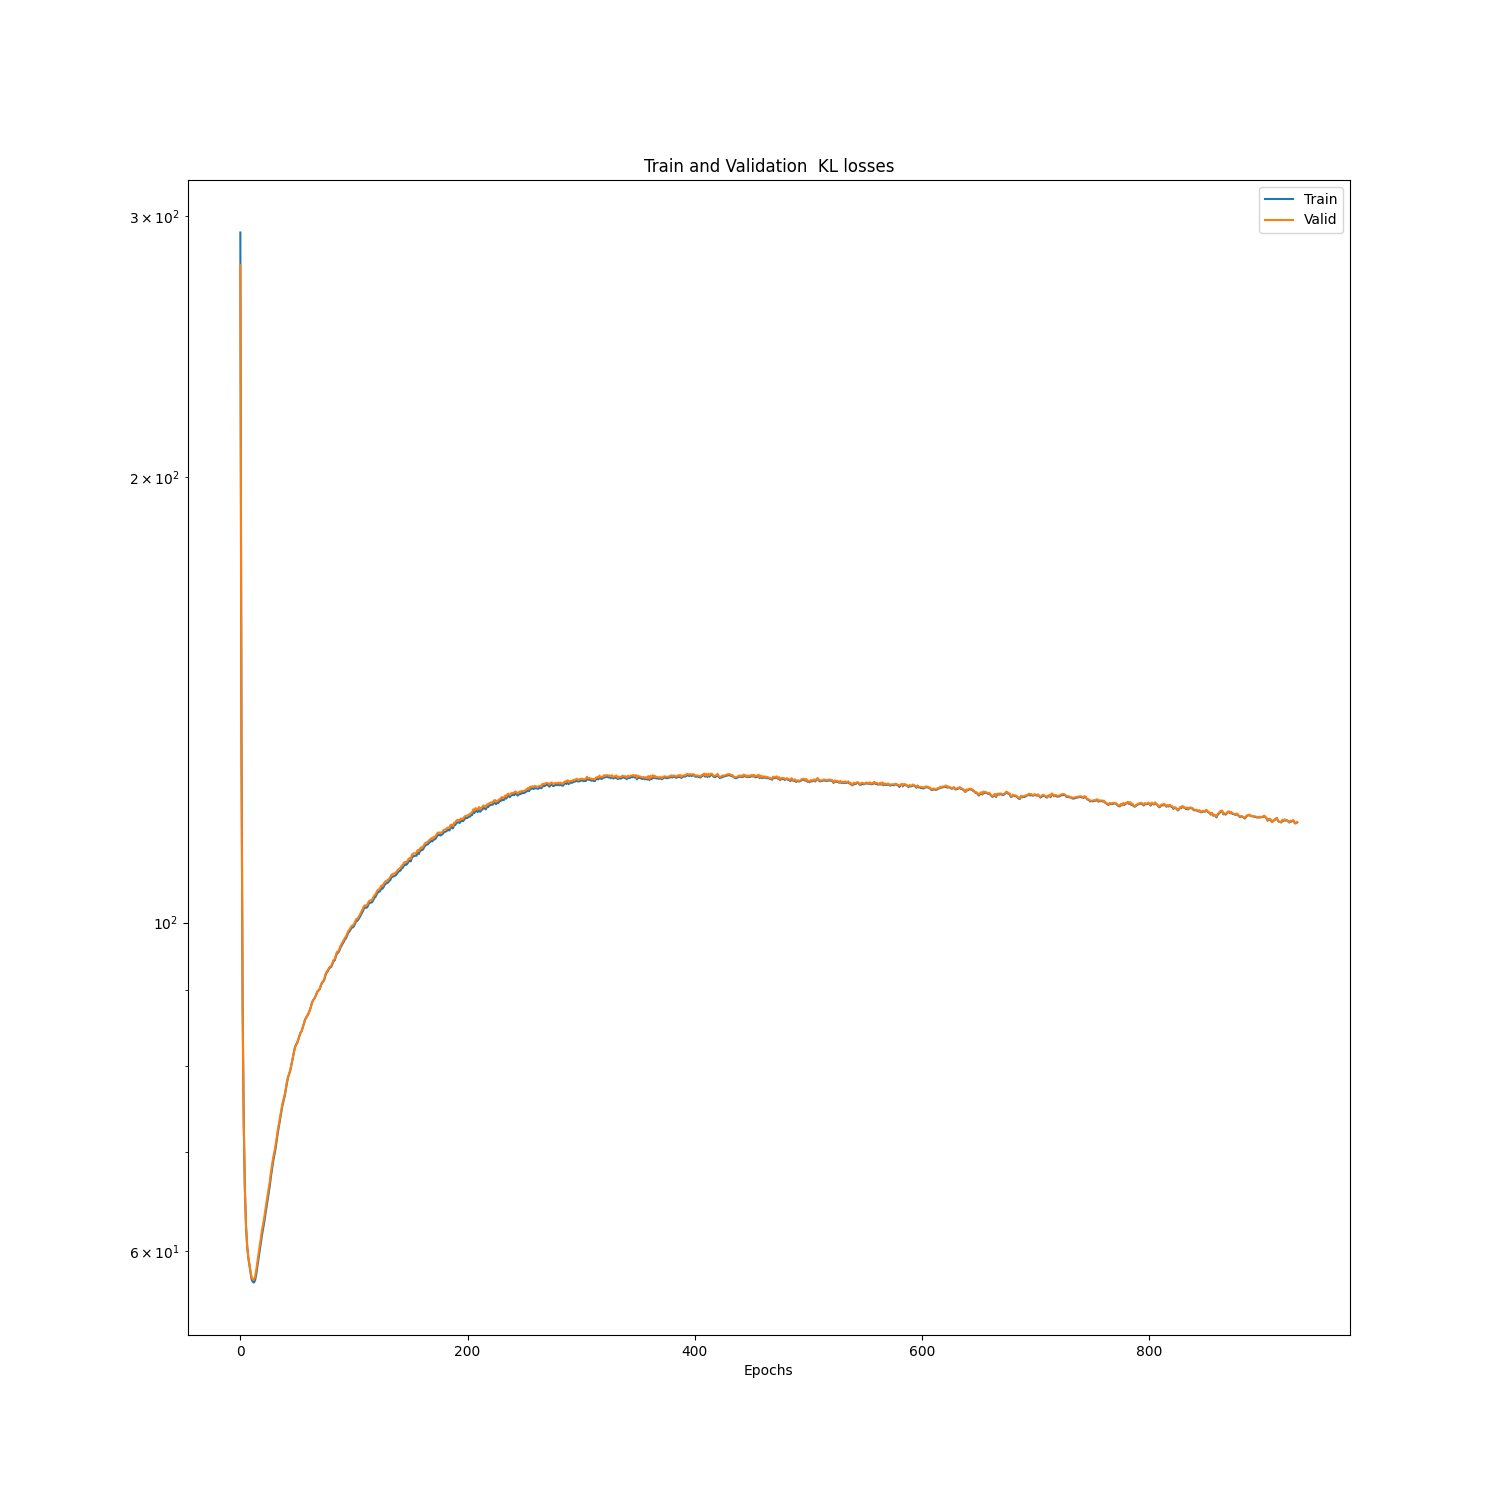 Train and Validation  KL losses
Train
Valid
3 × 10²
2 × 10²
10²
6 × 10¹
0 200 400 600 800
Epochs